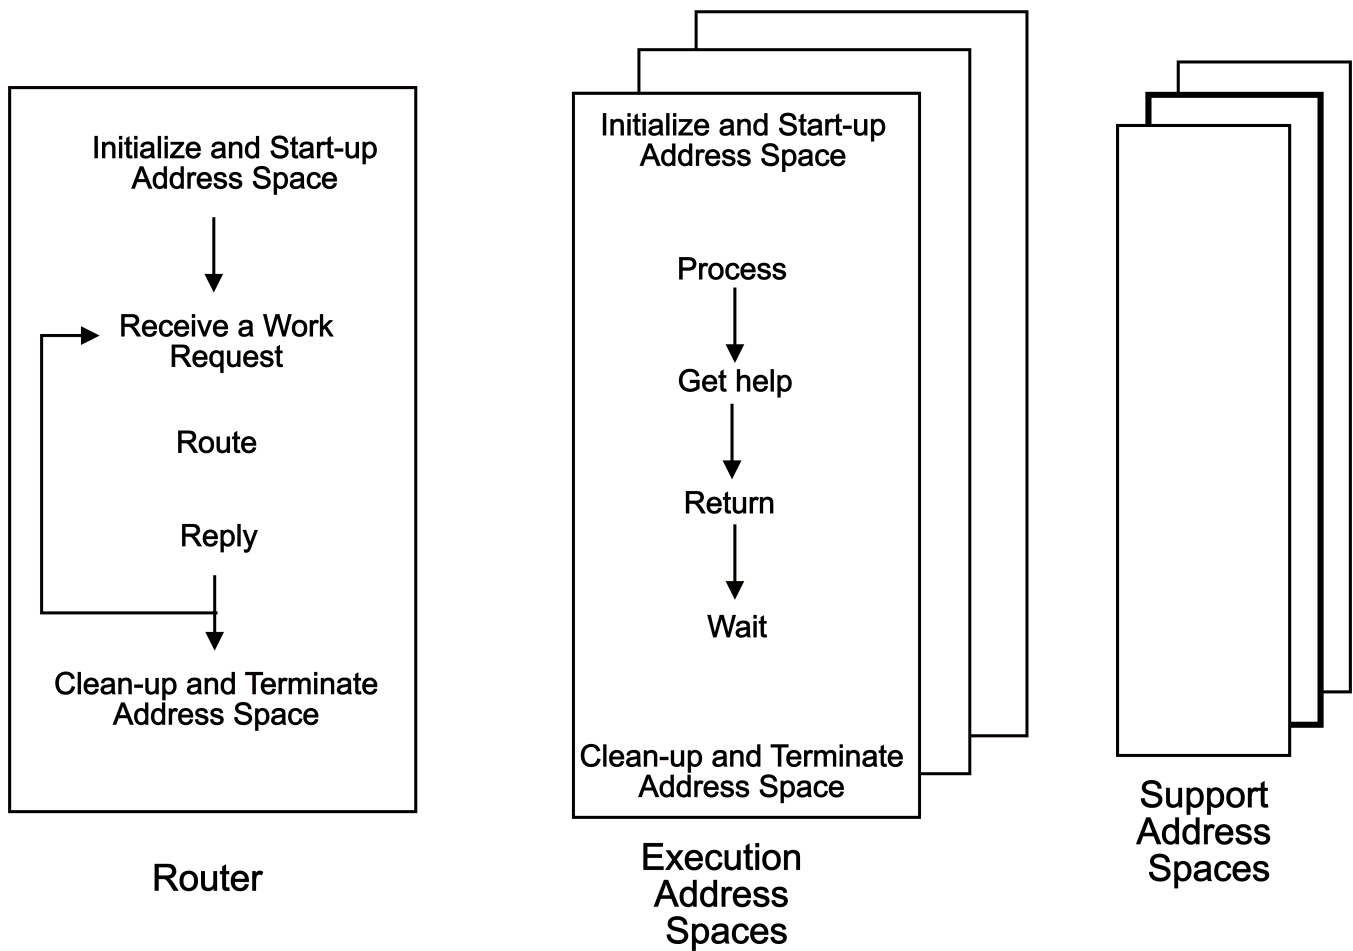 Initialize and Start-up
Address Space
Receive a Work
Request
Route
Reply
Clean-up and Terminate
Address Space
Router
Initialize and Start-up
Address Space
Process
Get help
Return
Wait
Clean-up and Terminate
Address Space
Execution
Address
Spaces
Support
Address
Spaces